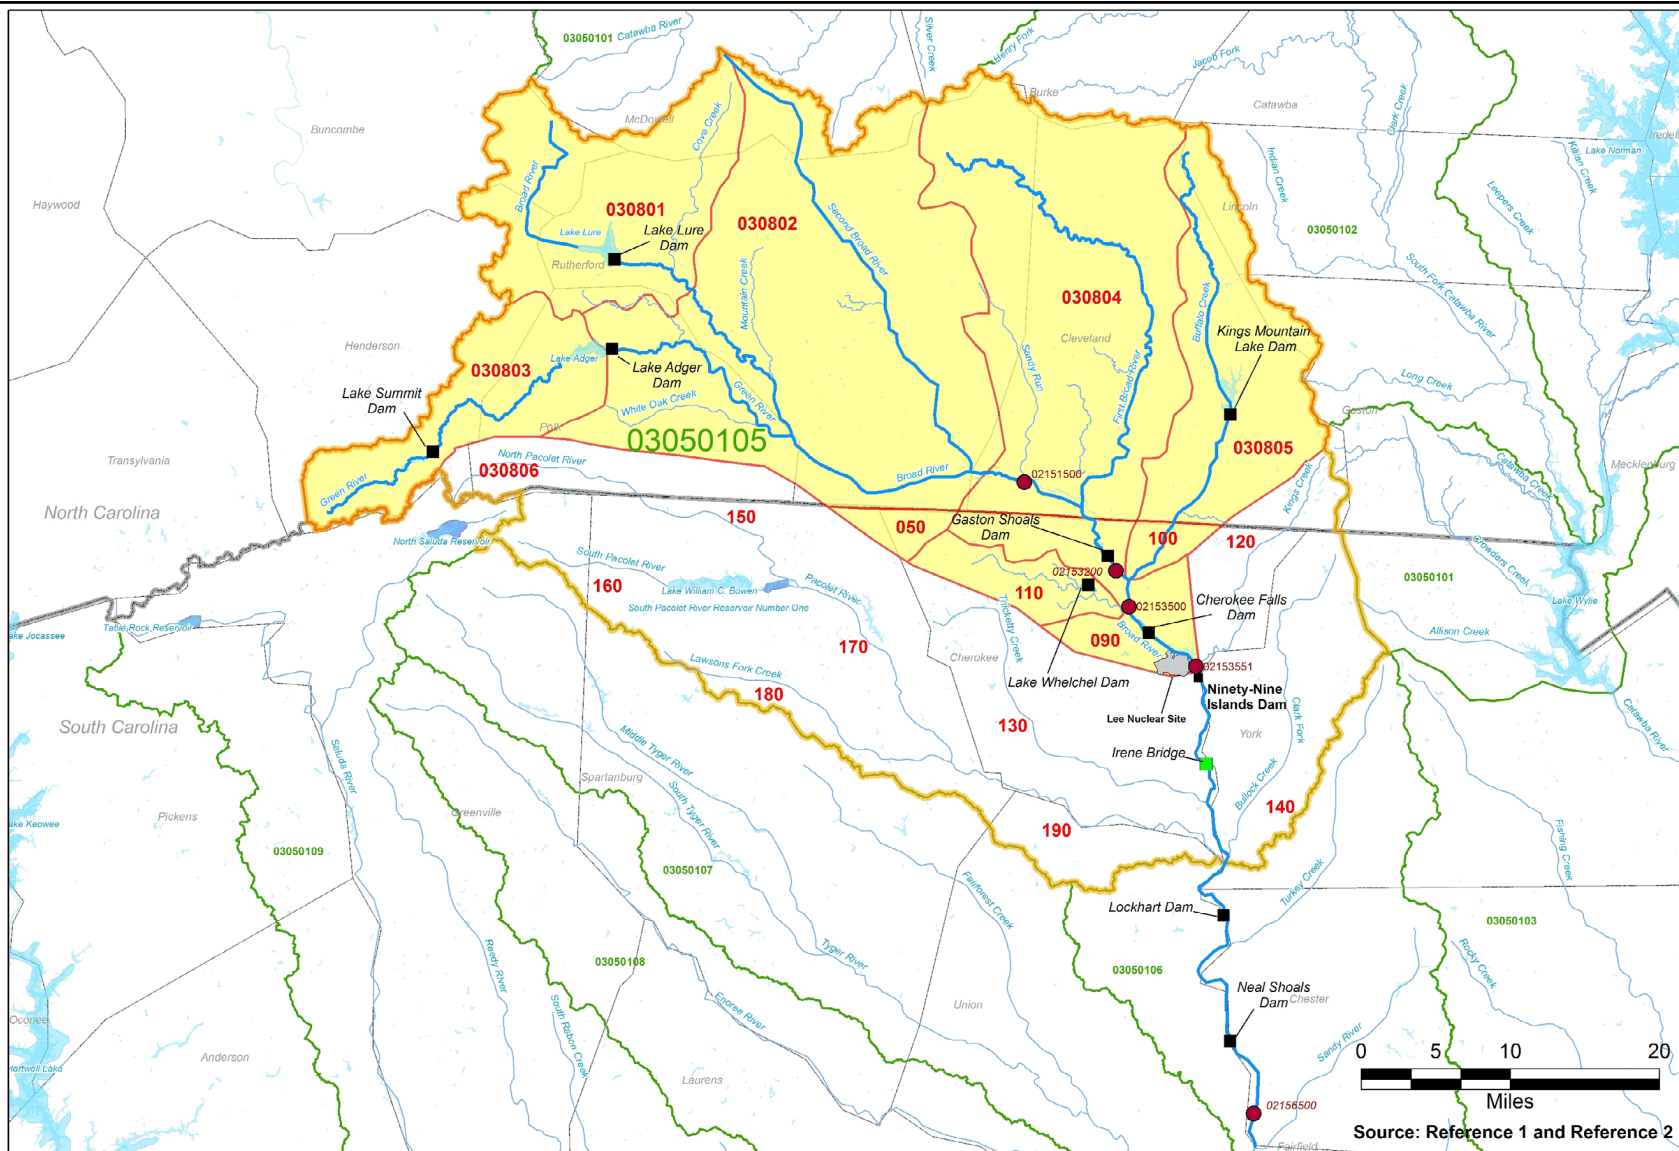 03050101
Catawba River
Silver Creek
Henry Fork
Jacob Fork
Burke
Catawba
Clark Creek
McDowell
Buncombe
Cove Creek
Iredell
Lake Norman
Killian Creek
Indian Creek
Leepers Creek
Broad River
Haywood
030801
Lake Lure
Lake Lure
Dam
030802
Second Broad River
Lincoln
03050102
Rutherford
South Fork Catawba River
Mountain Creek
030804
Buffalo Creek
Cleveland
Kings Mountain
Lake Dam
Henderson
Lake Adger
Lake Adger
Dam
030803
Sandy Run
First Broad River
Long Creek
Lake Summit
Dam
Green River
White Oak Creek
Polk
03050105
Gaston
030805
Transylvania
North Pacolet River
030806
Broad River
02151500
Mecklenburg
Catawba Creek
Kings Creek
Green River
North Carolina
150
050
Gaston Shoals
Dam
100
120
North Saluda Reservoir
Crowders Creek
South Pacolet River
02153200
160
Lake William C. Bowen
Pacolet River
110
03050101
South Pacolet River Reservoir Number One
02153500
Cherokee Falls
Dam
Lake Wylie
Table Rock Reservoir
Lake Jocassee
Thicketty Creek
Broad River
090
Allison Creek
170
Cherokee
Lawsons Fork Creek
02153551
Lake Whelchel Dam
180
Ninety-Nine
Islands Dam
Lee Nuclear Site
South Carolina
130
Clark Fork
York
Catawba River
Saluda River
Middle Tyger River
Irene Bridge
Spartanburg
South Tyger River
Bullock Creek
140
Pickens
Greenville
Lake Keowee
190
Fishing Creek
03050109
03050107
Turkey Creek
Fairforest Creek
Lockhart Dam
03050103
Reedy River
Tyger River
Rocky Creek
03050108
03050106
Neal Shoals
Dam
Chester
Enoree River
Union
South Rabon Creek
Oconee
Sandy River
Anderson
Hartwell Lake
Laurens
0 5 10 20
Miles
02156500
Source: Reference 1 and Reference 2
Fairfield